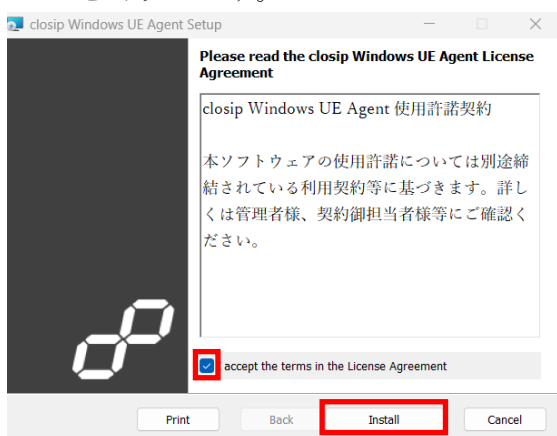 closip Windows UE Agent Setup
Please read the closip Windows UE Agent License
Agreement
closip Windows UE Agent 使用許諾契約
本ソフトウェアの使用許諾については別途締
結されている利用契約等に基づきます。詳し
くは管理者様、契約御担当者様等にご確認く
ださい。
accept the terms in the License Agreement
Print
Back
Install
Cancel